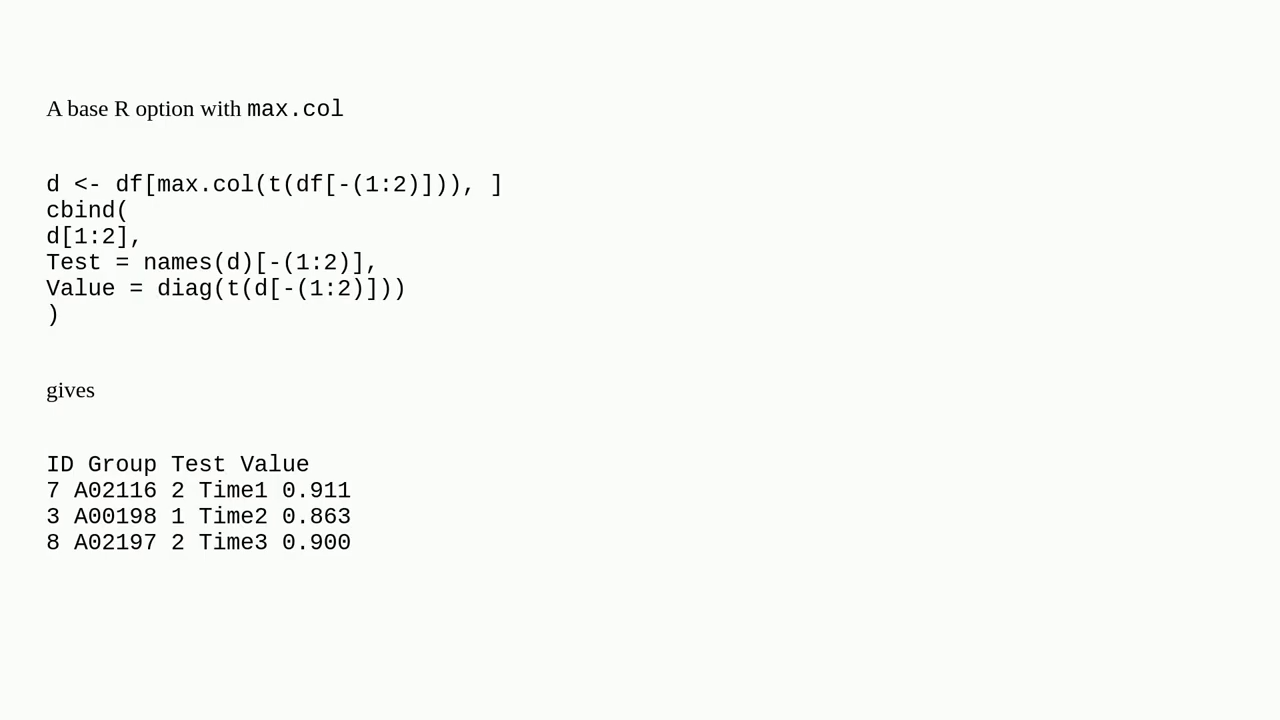 A base R option with max.col
d <- df[max.col(t(df[-(1:2)])), ]
cbind(
d[1:2],
Test = names(d)[-(1:2)],
Value = diag(t(d[-(1:2)]))
)
gives
ID Group Test Value
7 A02116 2 Time1 0.911
3 A00198 1 Time2 0.863
8 A02197 2 Time3 0.900